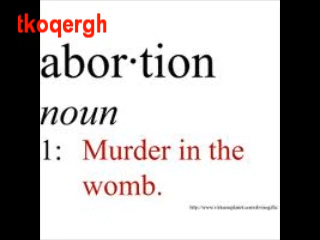 tkoqergh
abor·tion
noun
1: Murder in the
womb.